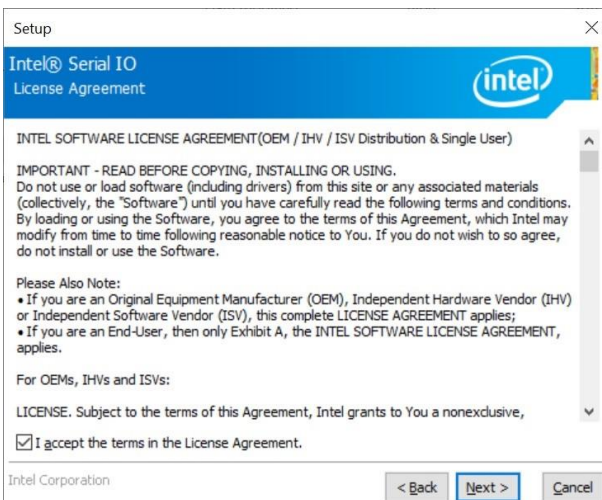 Setup
Intel® Serial IO
License Agreement
intel
INTEL SOFTWARE LICENSE AGREEMENT(OEM / IHV / ISV Distribution & Single User)
IMPORTANT - READ BEFORE COPYING, INSTALLING OR USING.
Do not use or load software (including drivers) from this site or any associated materials
(collectively, the "Software") until you have carefully read the following terms and conditions.
By loading or using the Software, you agree to the terms of this Agreement, which Intel may
modify from time to time following reasonable notice to You. If you do not wish to so agree,
do not install or use the Software.
Please Also Note:
• If you are an Original Equipment Manufacturer (OEM), Independent Hardware Vendor (IHV)
or Independent Software Vendor (ISV), this complete LICENSE AGREEMENT applies;
• If you are an End-User, then only Exhibit A, the INTEL SOFTWARE LICENSE AGREEMENT,
applies.
For OEMs, IHVs and ISVs:
LICENSE. Subject to the terms of this Agreement, Intel grants to You a nonexclusive,
I accept the terms in the License Agreement.
Intel Corporation
< Back Next > Cancel